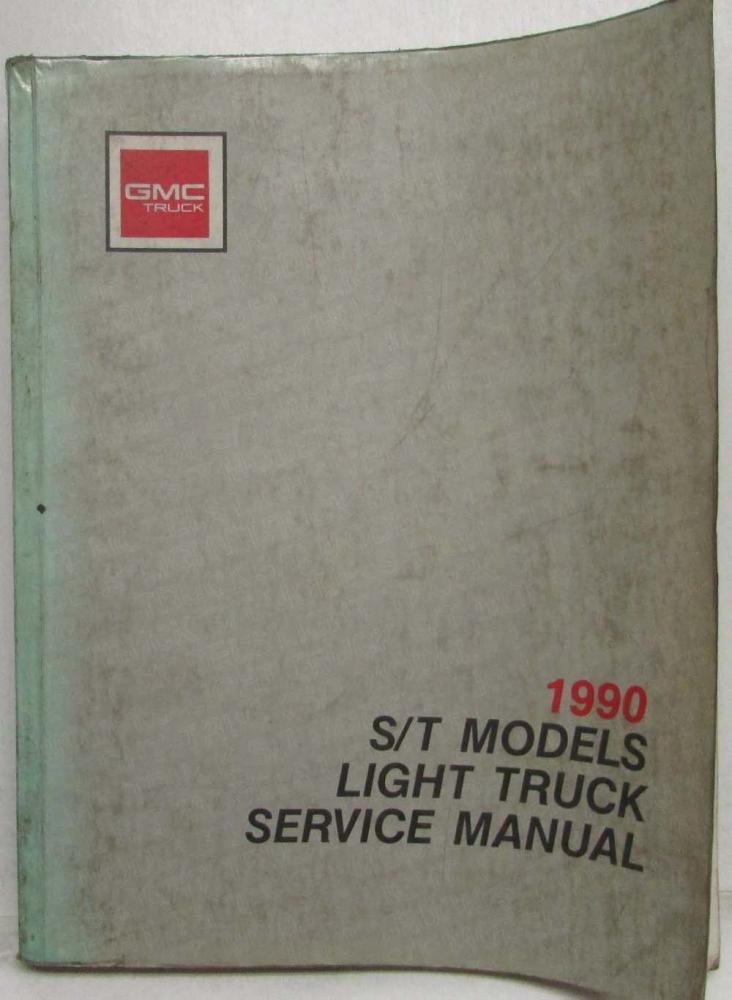 GMC
TRUCK
1990
S/T MODELS
LIGHT TRUCK
SERVICE MANUAL